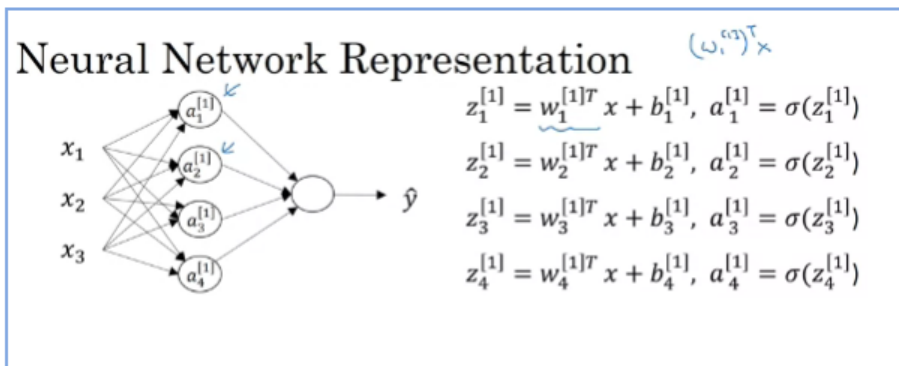 Neural Network Representation
(w₁^[1])^T x
x₁
x₂
x₃
a₁^[1]
a₂^[1]
a₃^[1]
a₄^[1]
ŷ
z₁^[1] = w₁^[1]T x + b₁^[1], a₁^[1] = σ(z₁^[1])
z₂^[1] = w₂^[1]T x + b₂^[1], a₂^[1] = σ(z₂^[1])
z₃^[1] = w₃^[1]T x + b₃^[1], a₃^[1] = σ(z₃^[1])
z₄^[1] = w₄^[1]T x + b₄^[1], a₄^[1] = σ(z₄^[1])